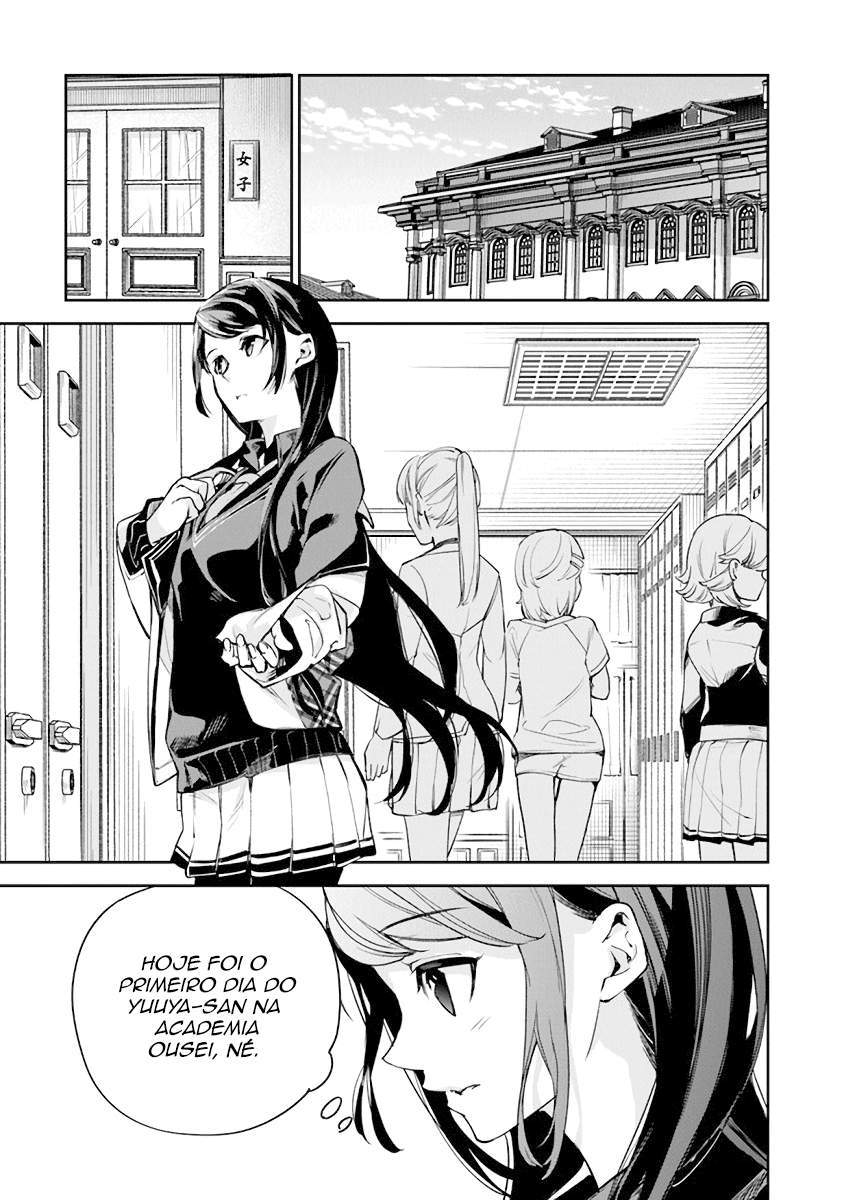 女子
HOJE FOI O
PRIMEIRO DIA DO
YUUYA-SAN NA
ACADEMIA
OUSEI, NÉ.